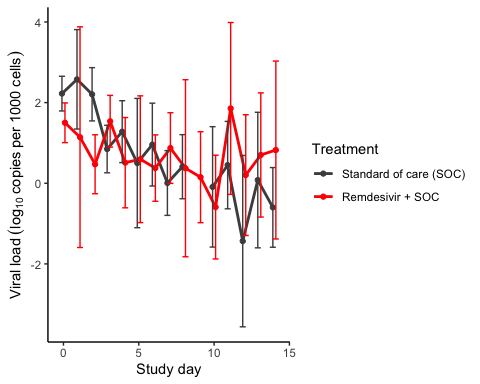 4
2
0
-2
0
5
10
15
Viral load (log₁₀ copies per 1000 cells)
Study day
Treatment
Standard of care (SOC)
Remdesivir + SOC